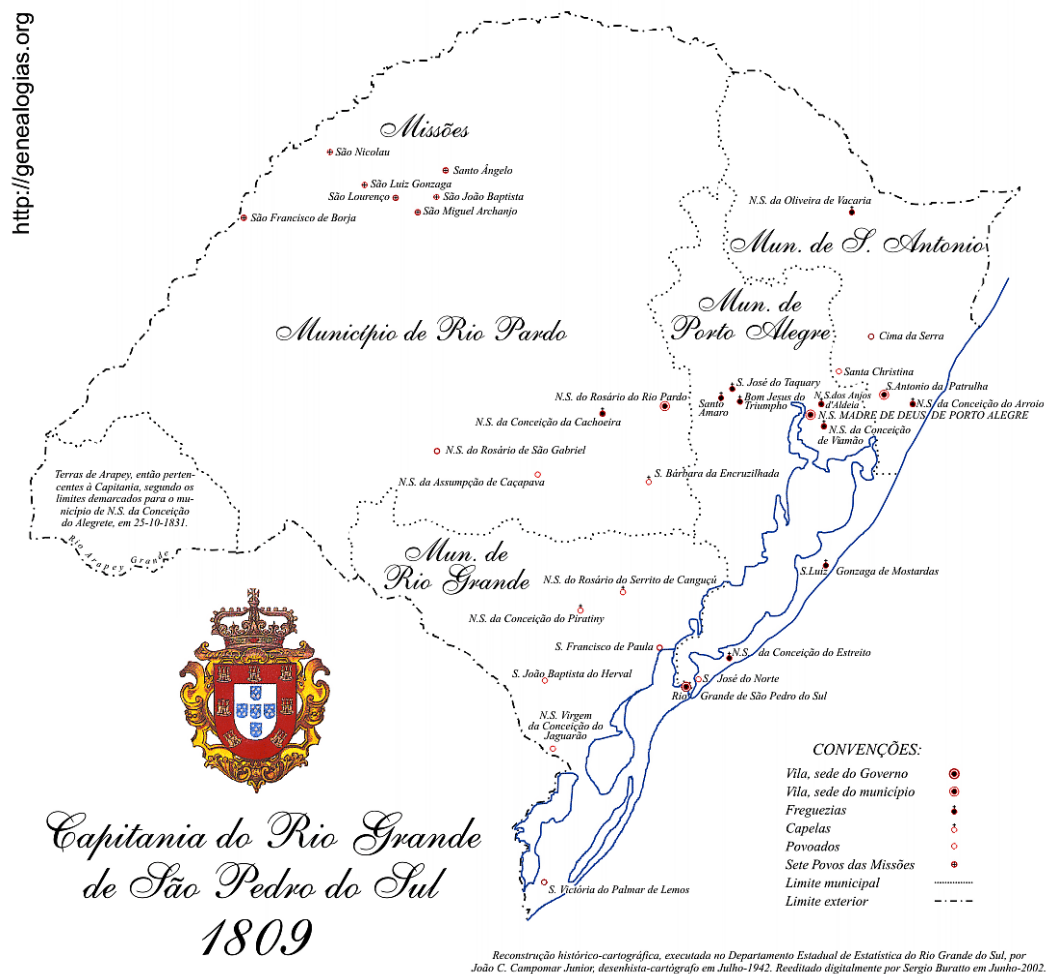 http://genealogias.org
Missões
São Nicolau
Santo Ângelo
São Luiz Gonzaga
São Lourenço
São João Baptista
São Miguel Archanjo
São Francisco de Borja
N.S. da Oliveira de Vacaria
Mun. de S. Antonio
Mun. de
Porto Alegre
Município de Rio Pardo
Cima da Serra
Santa Christina
S. José do Taquary
S.Antonio da Patrulha
N.S. do Rosário do Rio Pardo
Santo
Amaro
Bom Jesus do
Triumpho
N.S.dos Anjos
d'Aldeia
N.S. da Conceição do Arroio
N.S. MADRE DE DEUS DE PORTO ALEGRE
N.S. da Conceição da Cachoeira
N.S. da Conceição
de Viamão
N.S. do Rosário de São Gabriel
N.S. da Assumpção de Caçapava
S. Bárbara da Encruzilhada
Terras de Arapey, então perten-
centes à Capitania, segundo os
limites demarcados para o mu-
nicípio de N.S. da Conceição
do Alegrete, em 25-10-1831.
Rio Arapey Grande
Mun. de
Rio Grande
N.S. do Rosário do Serrito de Canguçú
S.Luiz Gonzaga de Mostardas
N.S. da Conceição do Piratiny
S. Francisco de Paula
N.S. da Conceição do Estreito
S. João Baptista do Herval
S. José do Norte
Rio Grande de São Pedro do Sul
N.S. Virgem
da Conceição do
Jaguarão
S. Victória do Palmar de Lemos
CONVENÇÕES:
Vila, sede do Governo
Vila, sede do município
Freguezias
Capelas
Povoados
Sete Povos das Missões
Limite municipal
Limite exterior
Capitania do Rio Grande
de São Pedro do Sul
1809
Reconstrução histórico-cartográfica, executada no Departamento Estadual de Estatística do Rio Grande do Sul, por
João C. Campomar Junior, desenhista-cartógrafo em Julho-1942. Reeditado digitalmente por Sergio Burato em Junho-2002.